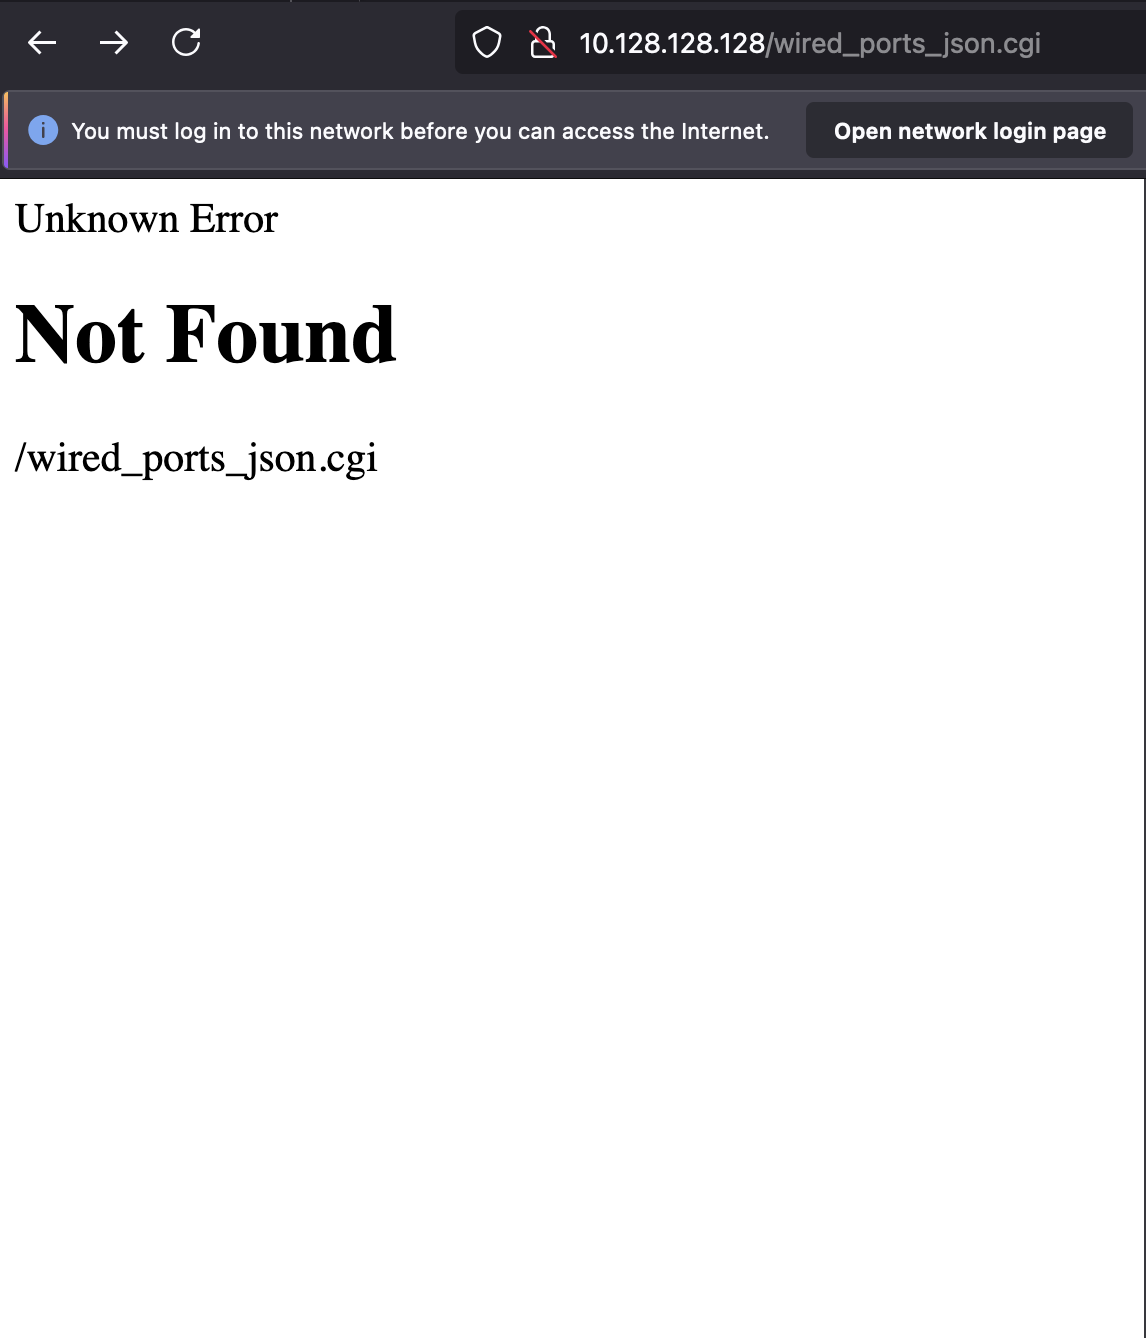 10.128.128.128/wired_ports_json.cgi
You must log in to this network before you can access the Internet. Open network login page
Unknown Error
Not Found
/wired_ports_json.cgi